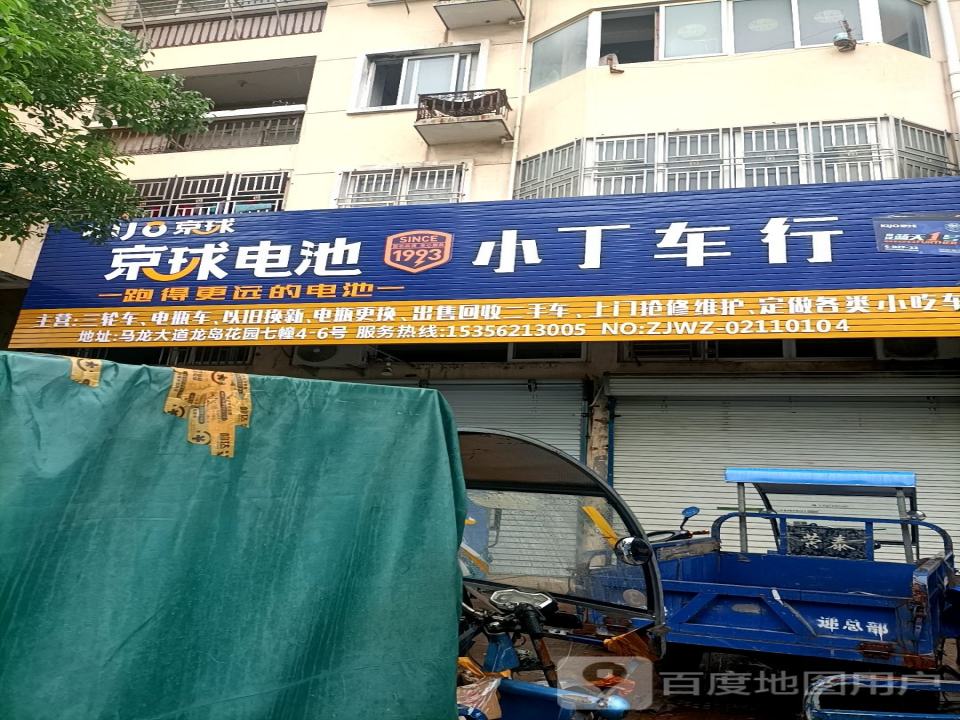 京球
京球电池
SINCE
1993
小丁车行
跑得更远的电池
主营:三轮车、电瓶车、以旧换新、电瓶更换、出售回收二手车、上门抢修维护、定做各类小吃车
地址:马龙大道龙岛花园七幢4-6号 服务热线:15356213005 NO:ZJWZ-02110104
百度地图用户